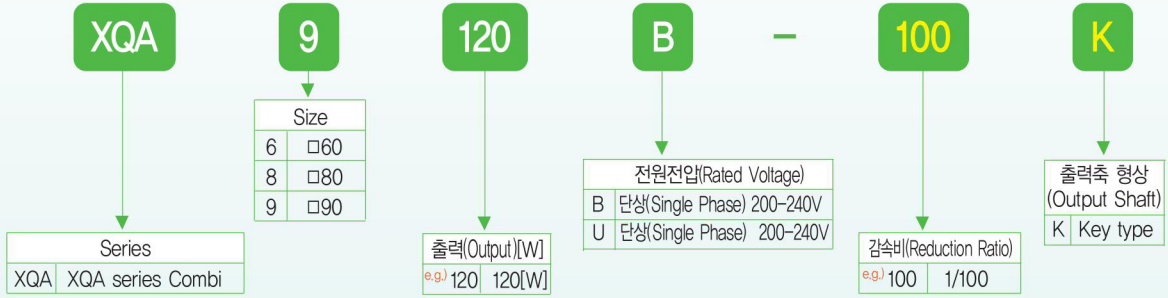 XQA 9 120 B - 100 K
Size
6 □60
8 □80
9 □90
Series
XQA XQA series Combi
출력(Output)[W]
e.g.) 120 120[W]
전원전압(Rated Voltage)
B 단상(Single Phase) 200-240V
U 단상(Single Phase) 200-240V
감속비(Reduction Ratio)
e.g.) 100 1/100
출력축 형상
(Output Shaft)
K Key type